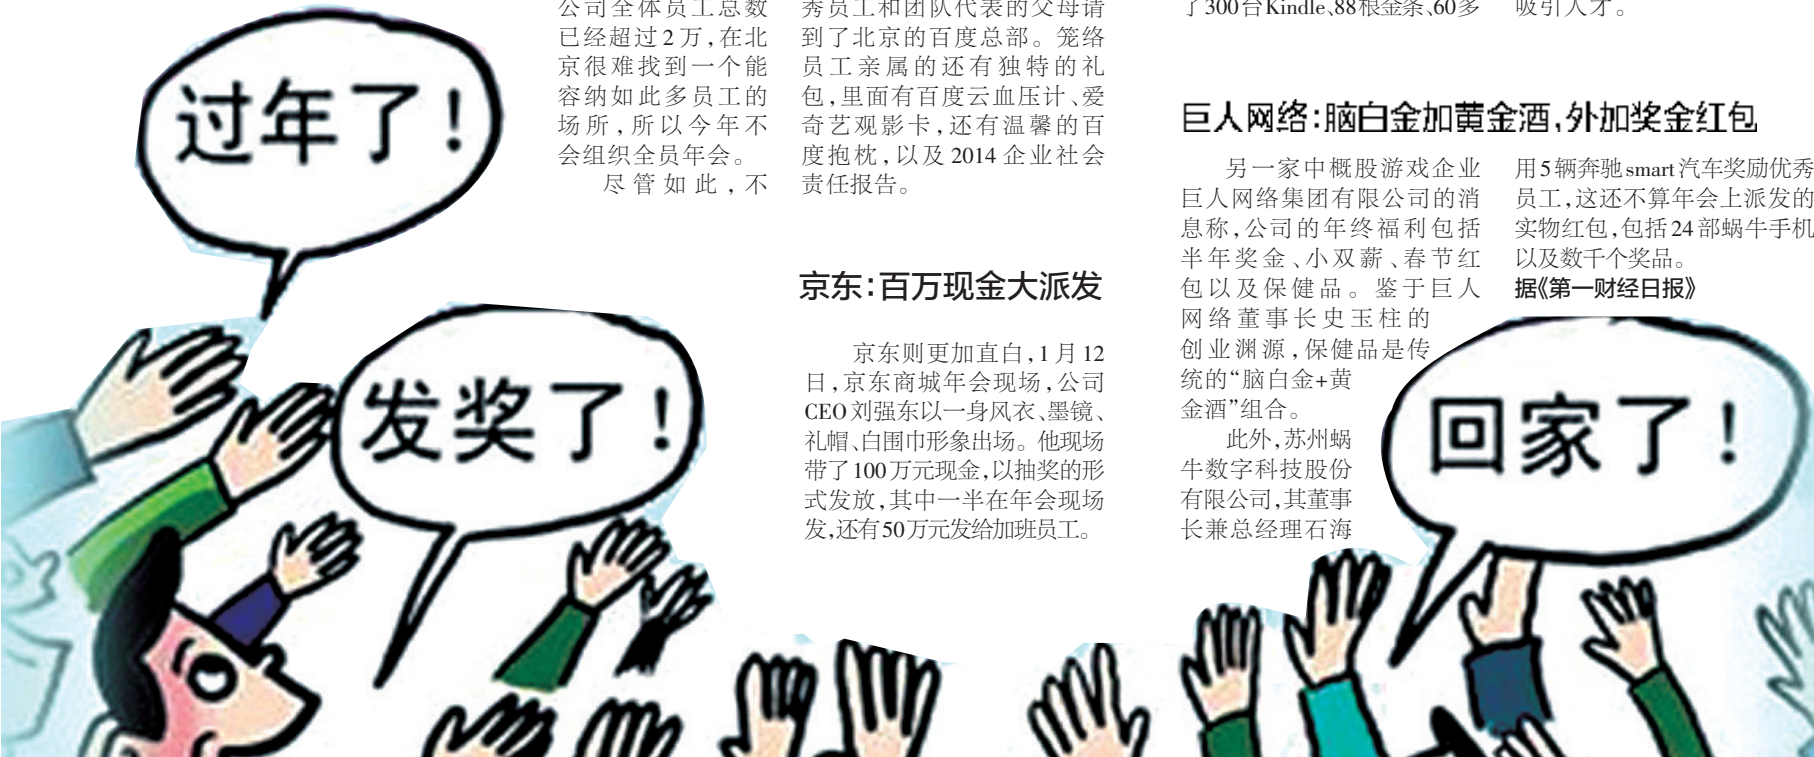 公司全体员工总数
已经超过2万，在北
京很难找到一个能
容纳如此多员工的
场所，所以今年不
会组织全员年会。
尽管如此，不
秀员工和团队代表的父母请
到了北京的百度总部。笼络
员工亲属的还有独特的礼
包，里面有百度云血压计、爱
奇艺观影卡，还有温馨的百
度抱枕，以及2014企业社会
责任报告。
京东：百万现金大派发
京东则更加直白，1月12
日，京东商城年会现场，公司
CEO刘强东以一身风衣、墨镜、
礼帽、白围巾形象出场。他现场
带了100万元现金，以抽奖的形
式发放，其中一半在年会现场
发，还有50万元发给加班员工。
了300台Kindle、88根金条、60多
吸引人才。
巨人网络：脑白金加黄金酒，外加奖金红包
另一家中概股游戏企业
巨人网络集团有限公司的消
息称，公司的年终福利包括
半年奖金、小双薪、春节红
包以及保健品。鉴于巨人
网络董事长史玉柱的
创业渊源，保健品是传
统的“脑白金+黄
金酒”组合。
此外，苏州蜗
牛数字科技股份
有限公司，其董事
长兼总经理石海
用5辆奔驰smart汽车奖励优秀
员工，这还不算年会上派发的
实物红包，包括24部蜗牛手机
以及数千个奖品。
据《第一财经日报》
过年了！
发奖了！
回家了！